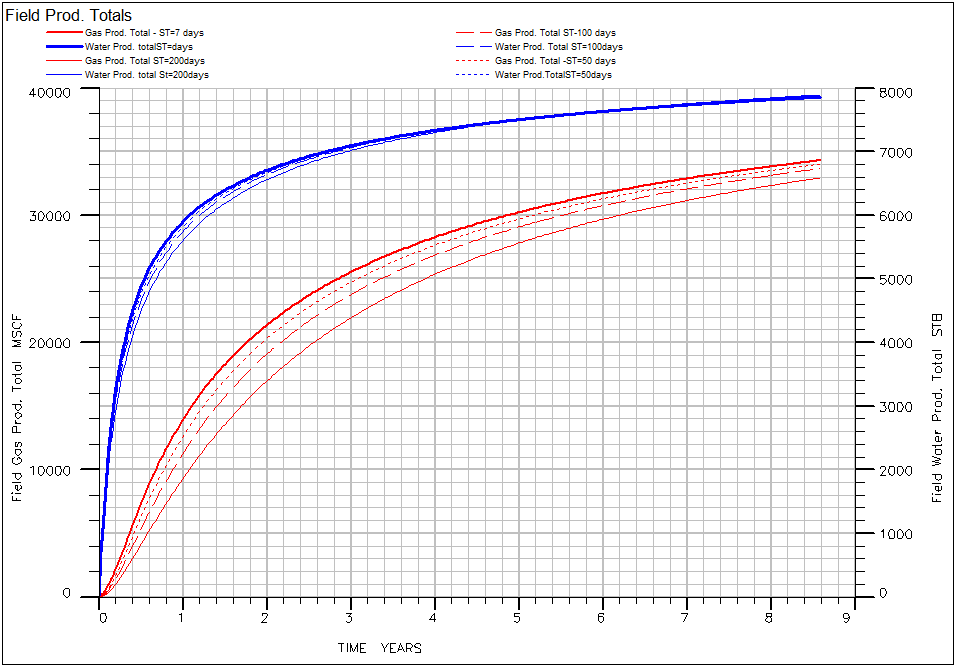 Field Prod. Totals
Gas Prod. Total - ST=7 days
Water Prod. totalST=days
Gas Prod. Total ST=200days
Water Prod. Total St=200days
Gas Prod. Total ST-100 days
Water Prod. Total ST=100days
Gas Prod. Total -ST=50 days
Water Prod.TotalST=50days
40000
30000
20000
10000
0
Field Gas Prod. Total MSCF
8000
7000
6000
5000
4000
3000
2000
1000
0
Field Water Prod. Total STB
0 1 2 3 4 5 6 7 8 9
TIME YEARS